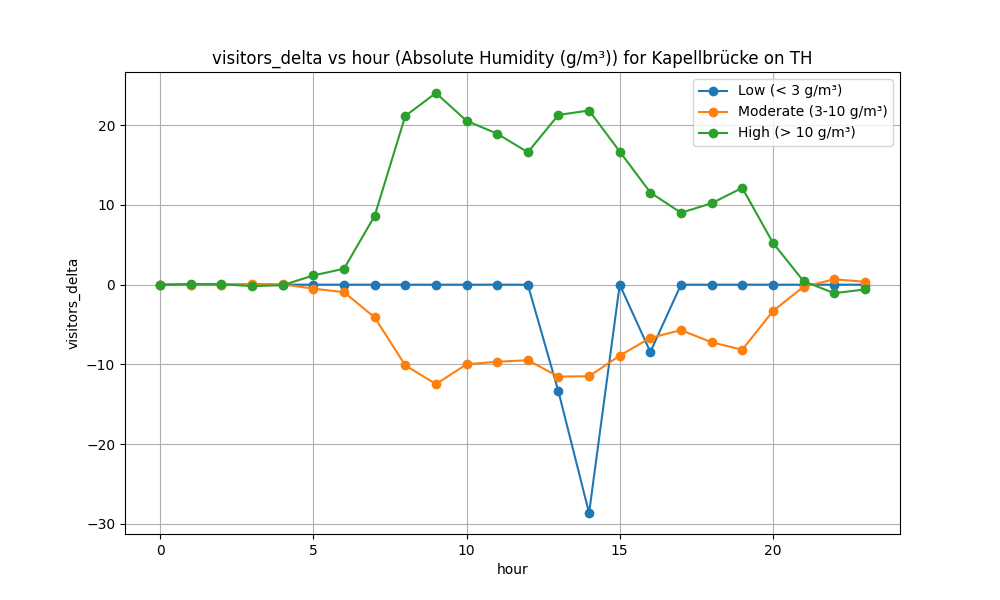 visitors_delta vs hour (Absolute Humidity (g/m³)) for Kapellbrücke on TH
Low (< 3 g/m³)
Moderate (3-10 g/m³)
High (> 10 g/m³)
20
10
0
−10
−20
−30
visitors_delta
0 5 10 15 20
hour